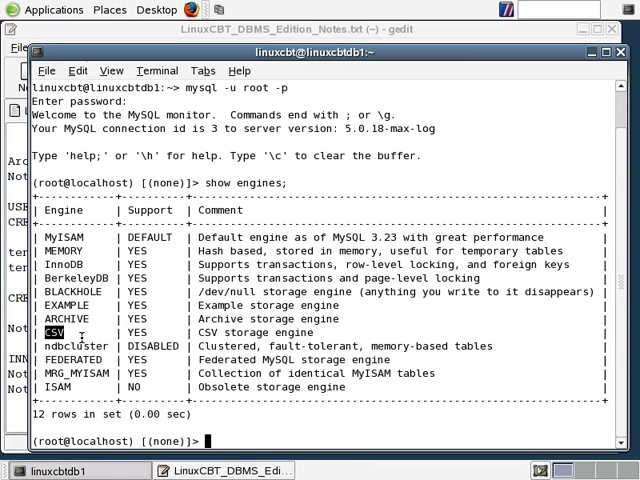 Applications Places Desktop
LinuxCBT_DBMS_Edition_Notes.txt (~) - gedit
linuxcbt@linuxcbtdb1:~
File Edit View Terminal Tabs Help
linuxcbt@linuxcbtdb1:~> mysql -u root -p
Enter password:
Welcome to the MySQL monitor.  Commands end with ; or \g.
Your MySQL connection id is 3 to server version: 5.0.18-max-log
Type 'help;' or '\h' for help. Type '\c' to clear the buffer.
(root@localhost) [(none)]> show engines;
+------------+----------+----------------------------------------------------------------+
| Engine | Support | Comment |
+------------+----------+----------------------------------------------------------------+
| MyISAM | DEFAULT | Default engine as of MySQL 3.23 with great performance |
| MEMORY | YES | Hash based, stored in memory, useful for temporary tables |
| InnoDB | YES | Supports transactions, row-level locking, and foreign keys |
| BerkeleyDB | YES | Supports transactions and page-level locking |
| BLACKHOLE | YES | /dev/null storage engine (anything you write to it disappears) |
| EXAMPLE | YES | Example storage engine |
| ARCHIVE | YES | Archive storage engine |
| CSV | YES | CSV storage engine |
| ndbcluster | DISABLED | Clustered, fault-tolerant, memory-based tables |
| FEDERATED | YES | Federated MySQL storage engine |
| MRG_MYISAM | YES | Collection of identical MyISAM tables |
| ISAM | NO | Obsolete storage engine |
+------------+----------+----------------------------------------------------------------+
12 rows in set (0.00 sec)
(root@localhost) [(none)]>
linuxcbtdb1
LinuxCBT_DBMS_Edi...